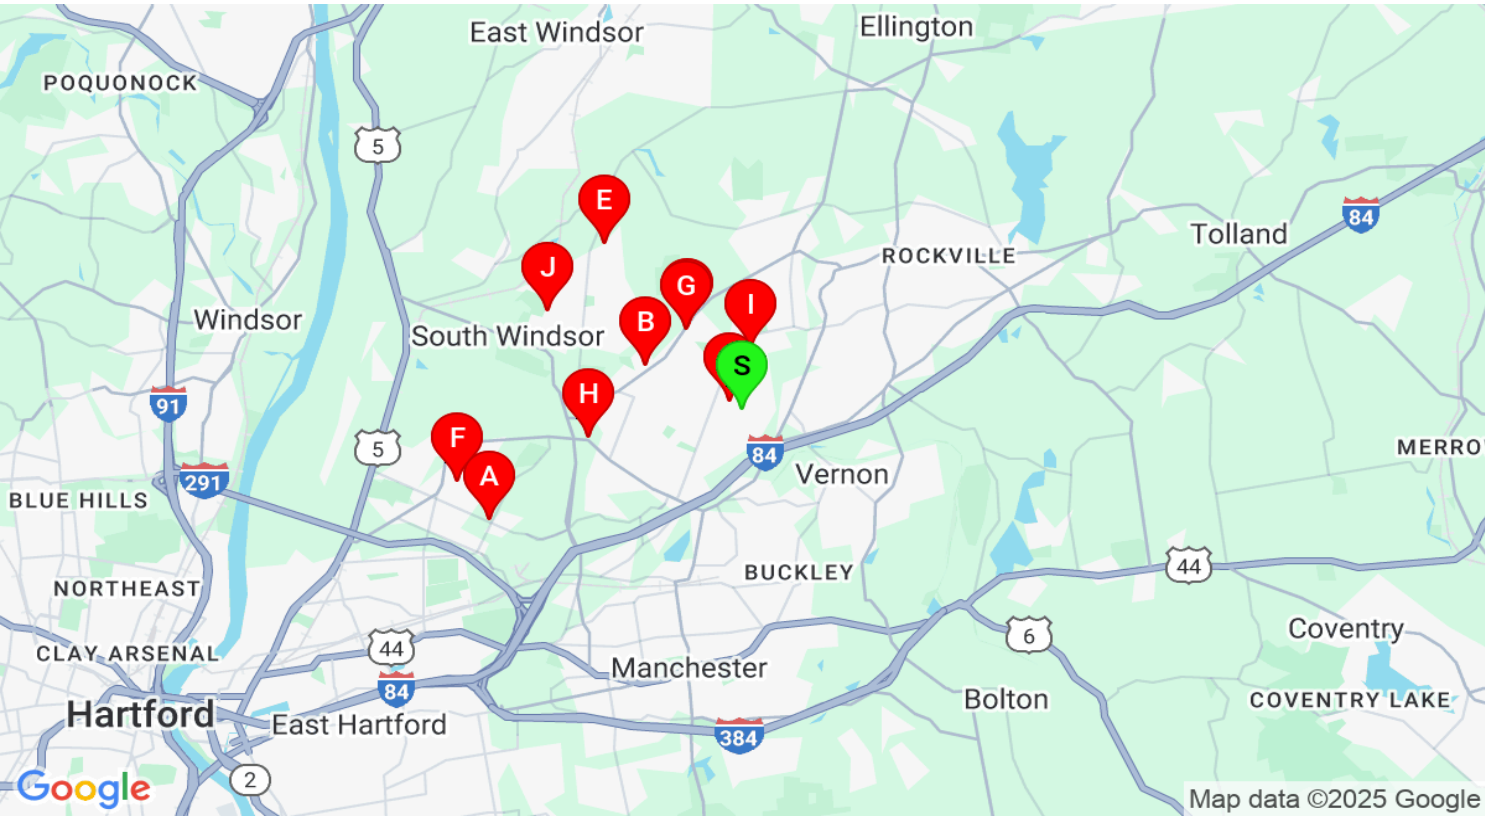 East Windsor
Ellington
POQUONOCK
5
E
Tolland
84
ROCKVILLE
J
G
I
Windsor
South Windsor
B
S
H
91
F
5
84
Vernon
MERRO
A
291
BLUE HILLS
44
BUCKLEY
NORTHEAST
6
Coventry
CLAY ARSENAL
44
Manchester
84
Bolton
COVENTRY LAKE
Hartford
East Hartford
384
2
Google
Map data ©2025 Google